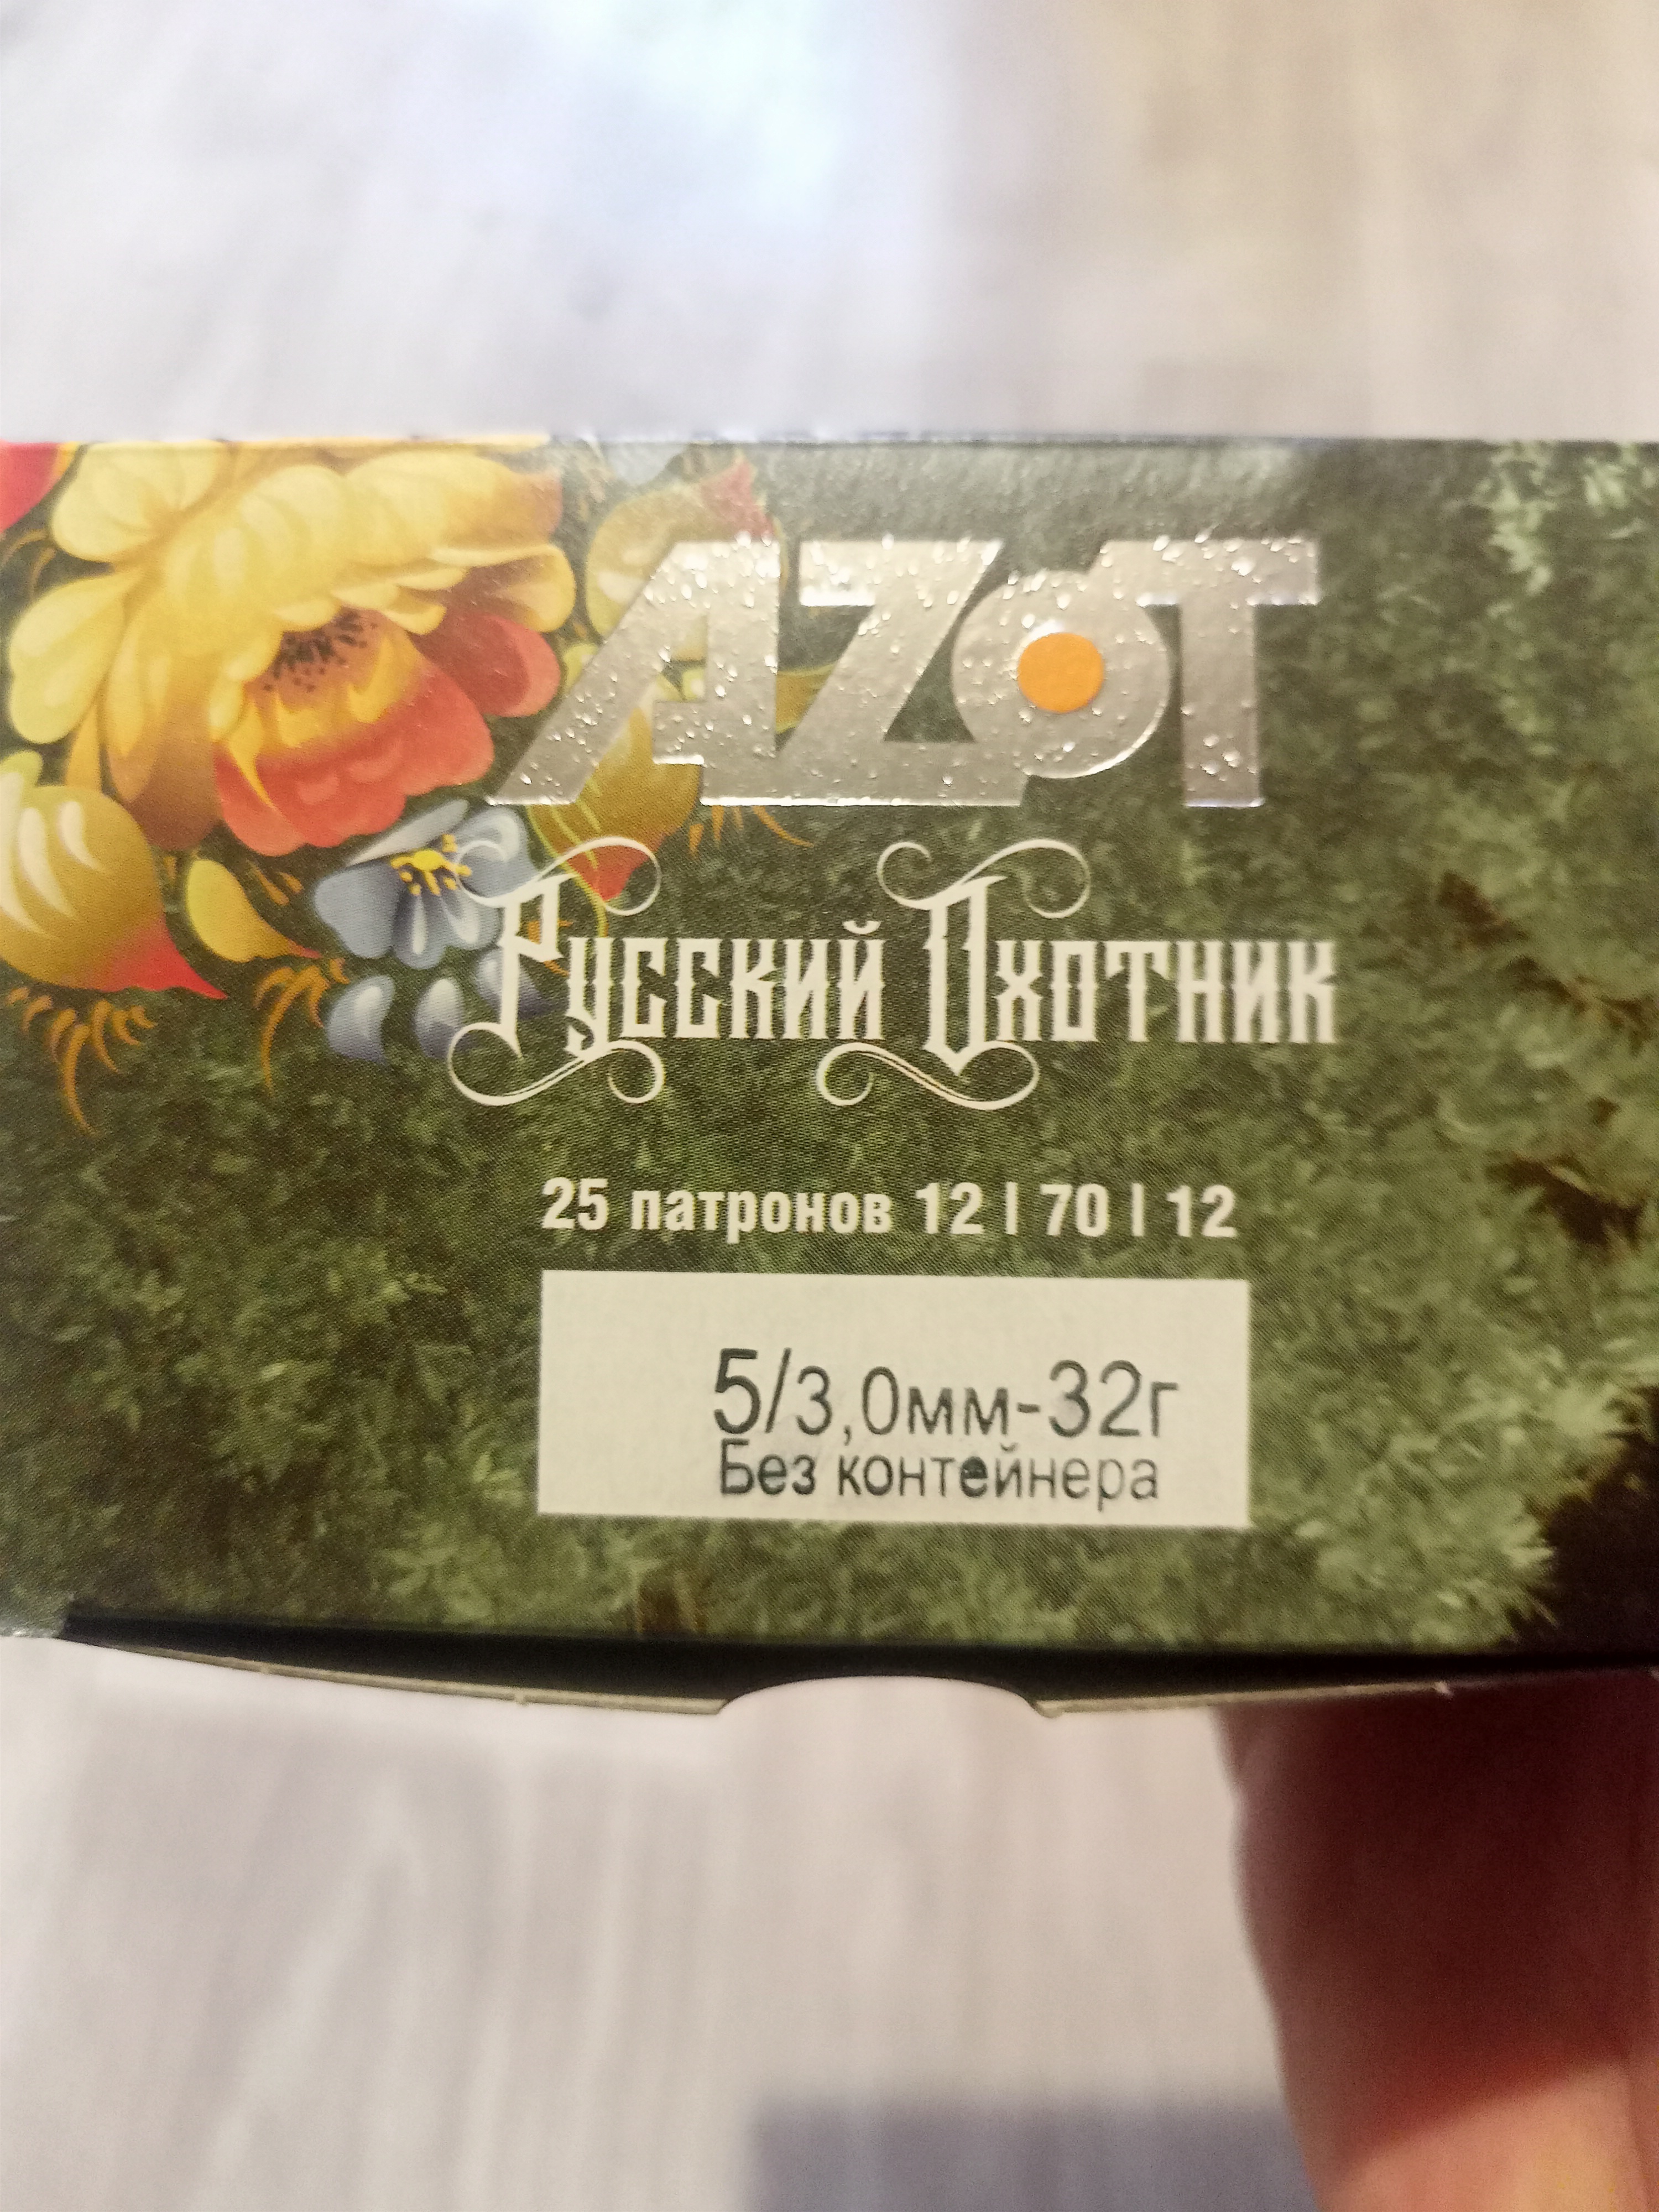 AZOT
Русский Охотник
25 патронов 12 | 70 | 12
5/3,0мм-32г
Без контейнера